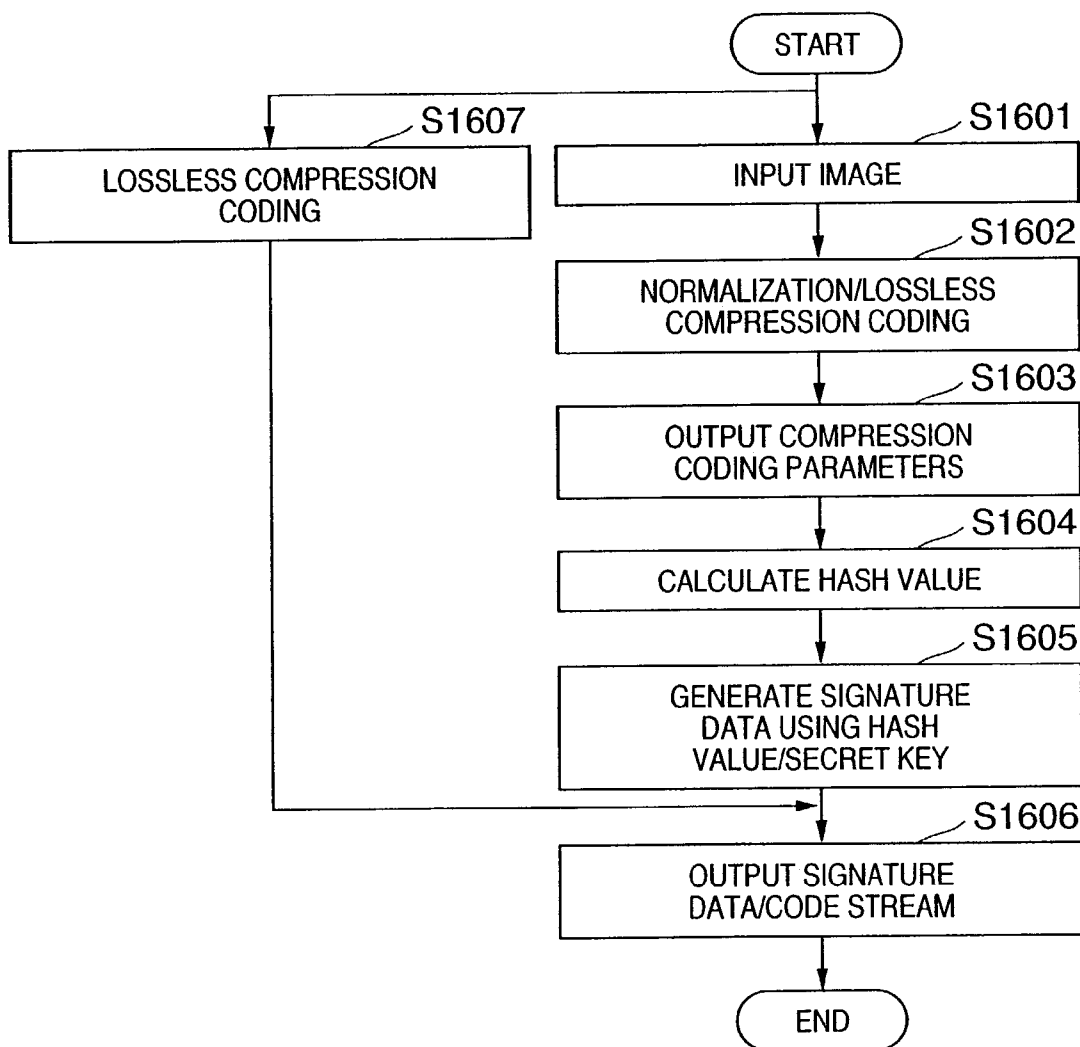 START
S1607
LOSSLESS COMPRESSION
CODING
S1601
INPUT IMAGE
S1602
NORMALIZATION/LOSSLESS
COMPRESSION CODING
S1603
OUTPUT COMPRESSION
CODING PARAMETERS
S1604
CALCULATE HASH VALUE
S1605
GENERATE SIGNATURE
DATA USING HASH
VALUE/SECRET KEY
S1606
OUTPUT SIGNATURE
DATA/CODE STREAM
END